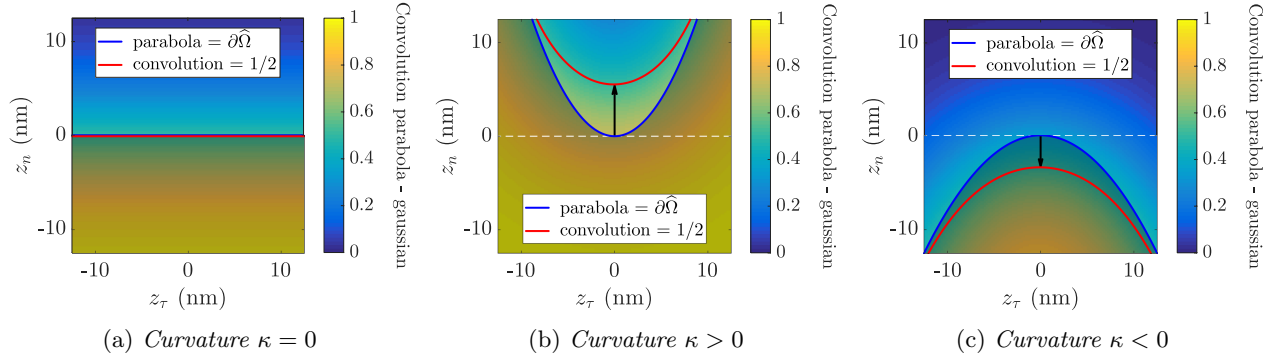 10
0
-10
z_n (nm)
-10 0 10
z_τ (nm)
parabola = ∂Ω̂
convolution = 1/2
1
0.8
0.6
0.4
0.2
0
Convolution parabola - gaussian
(a) Curvature κ = 0
10
0
-10
z_n (nm)
-10 0 10
z_τ (nm)
parabola = ∂Ω̂
convolution = 1/2
1
0.8
0.6
0.4
0.2
0
Convolution parabola - gaussian
(b) Curvature κ > 0
10
0
-10
z_n (nm)
-10 0 10
z_τ (nm)
parabola = ∂Ω̂
convolution = 1/2
1
0.8
0.6
0.4
0.2
0
Convolution parabola - gaussian
(c) Curvature κ < 0